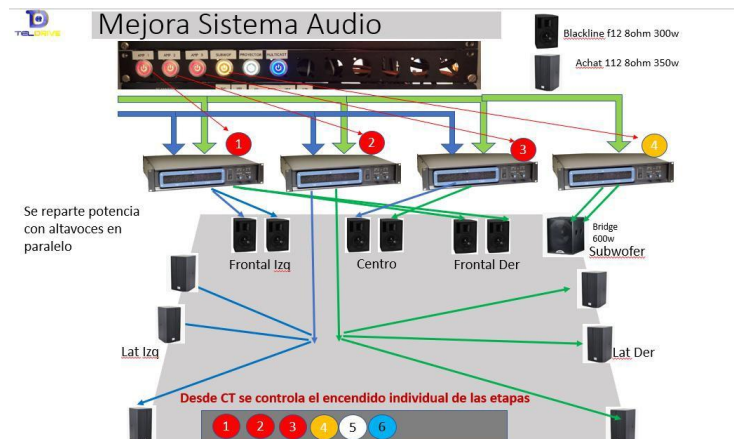 TELDRIVE
Mejora Sistema Audio
Blackline f12 8ohm 300w
Achat 112 8ohm 350w
SUBWOOF
PROYECTOR
1
2
3
4
Se reparte potencia
con altavoces en
paralelo
Bridge
600w
Subwofer
Frontal Izq
Centro
Frontal Der
Lat Izq
Lat Der
Desde CT se controla el encendido individual de las etapas
1 2 3 4 5 6